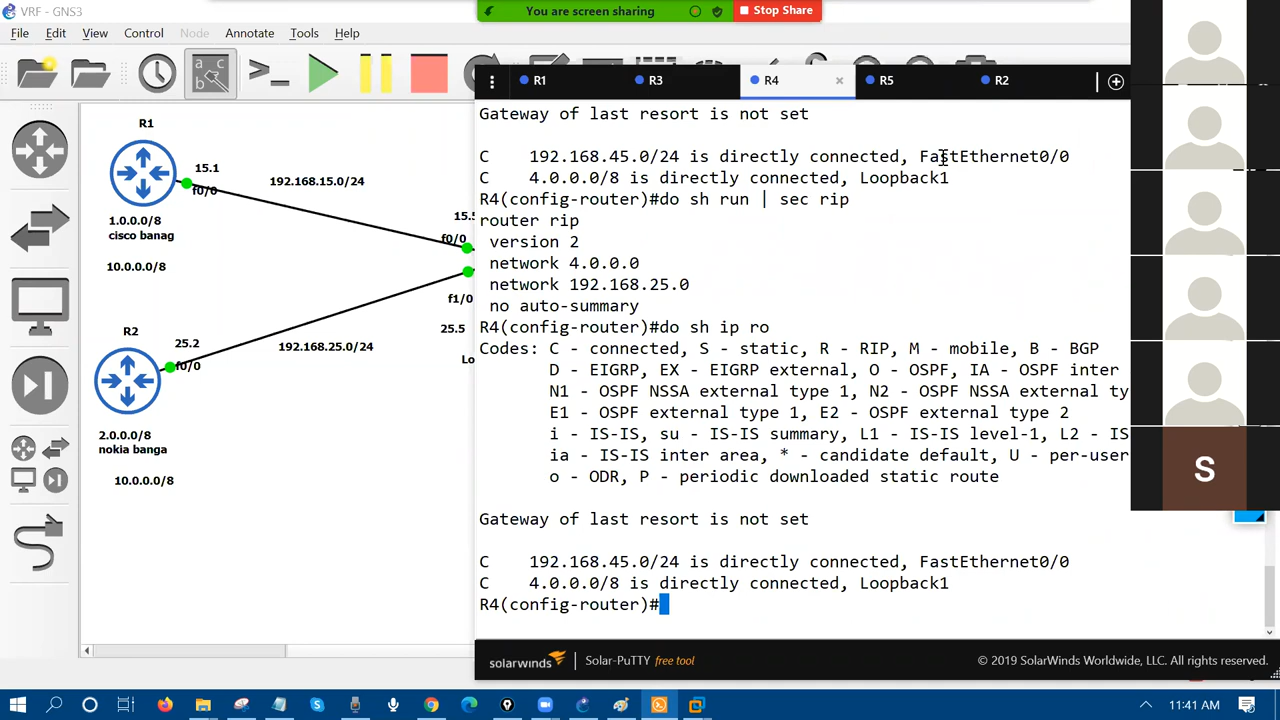 VRF - GNS3
You are screen sharing
Stop Share
File Edit View Control Node Annotate Tools Help
R1 R3 R4 × R5 R2
Gateway of last resort is not set
C 192.168.45.0/24 is directly connected, FastEthernet0/0
C 4.0.0.0/8 is directly connected, Loopback1
R4(config-router)#do sh run | sec rip
router rip
version 2
network 4.0.0.0
network 192.168.25.0
no auto-summary
R4(config-router)#do sh ip ro
Codes: C - connected, S - static, R - RIP, M - mobile, B - BGP
D - EIGRP, EX - EIGRP external, O - OSPF, IA - OSPF inter
N1 - OSPF NSSA external type 1, N2 - OSPF NSSA external ty
E1 - OSPF external type 1, E2 - OSPF external type 2
i - IS-IS, su - IS-IS summary, L1 - IS-IS level-1, L2 - IS
ia - IS-IS inter area, * - candidate default, U - per-user
o - ODR, P - periodic downloaded static route
Gateway of last resort is not set
C 192.168.45.0/24 is directly connected, FastEthernet0/0
C 4.0.0.0/8 is directly connected, Loopback1
R4(config-router)#
solarwinds Solar-PuTTY free tool © 2019 SolarWinds Worldwide, LLC. All rights reserved.
R1
15.1
f0/0
192.168.15.0/24
1.0.0.0/8
cisco banag
10.0.0.0/8
15.5
f0/0
f1/0
25.5
Lo
R2
25.2
f0/0
192.168.25.0/24
2.0.0.0/8
nokia banga
10.0.0.0/8
a b c
S
11:41 AM